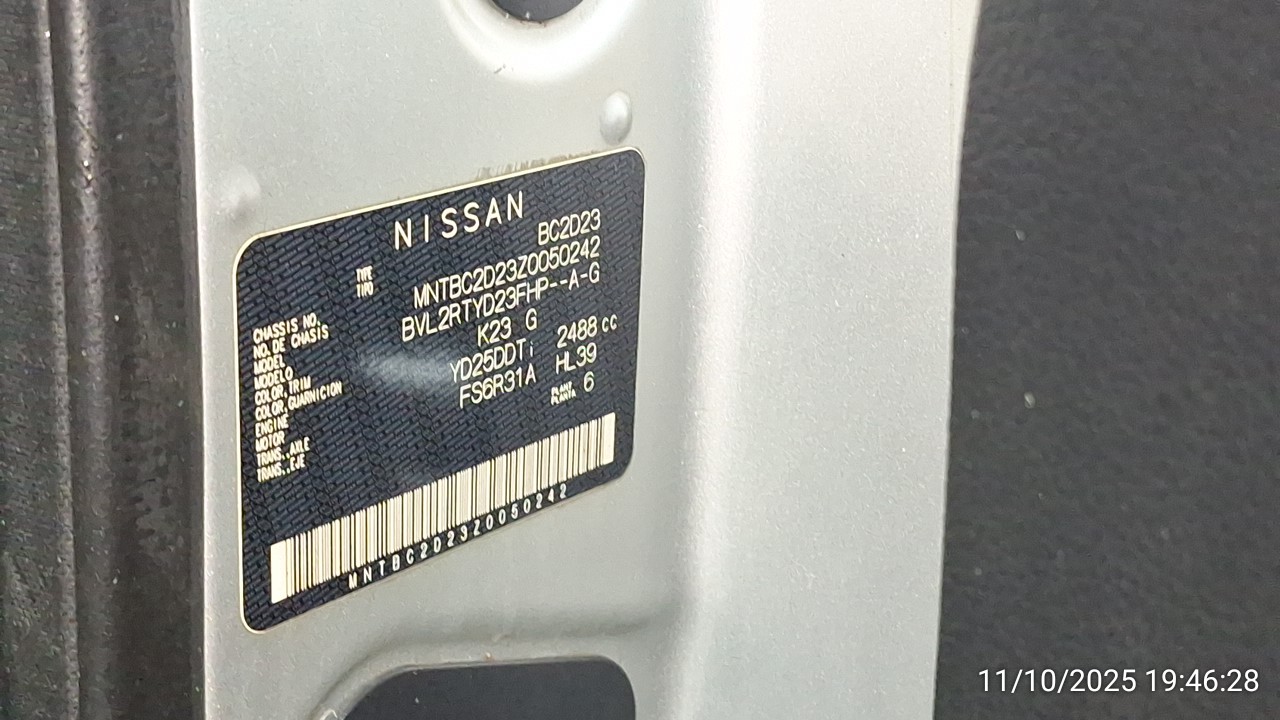 NISSAN
TYPE
TIPO
BC2D23
CHASSIS NO.
NO. DE CHASIS
MNTBC2D23Z0050242
MODEL
MODELO
BVL2RTYD23FHP--A-G
COLOR, TRIM
COLOR, GUARNICION
K23 G
ENGINE
MOTOR
YD25DDTi 2488 cc
TRANS., AXLE
TRANS., EJE
FS6R31A HL39
PLANT
PLANTA
6
MNTBC2D23Z0050242
11/10/2025 19:46:28